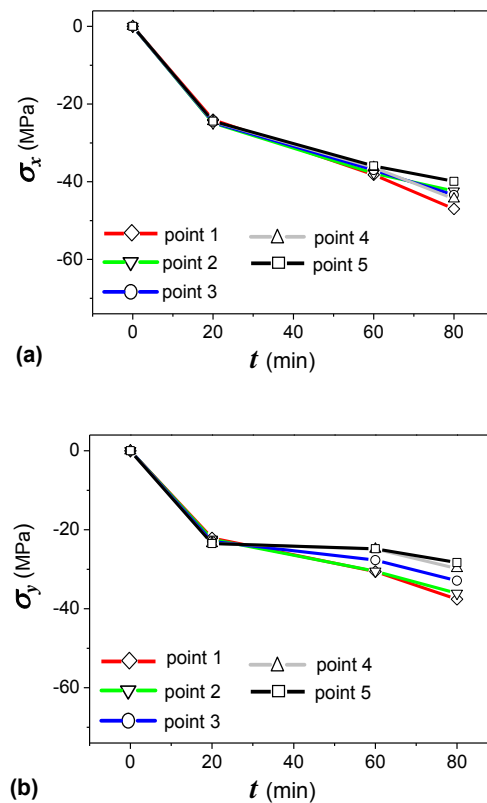 0
-20
-40
-60
σx (MPa)
point 1
point 2
point 3
point 4
point 5
0 20 40 60 80
(a)
t (min)
0
-20
-40
-60
σy (MPa)
point 1
point 2
point 3
point 4
point 5
0 20 40 60 80
(b)
t (min)